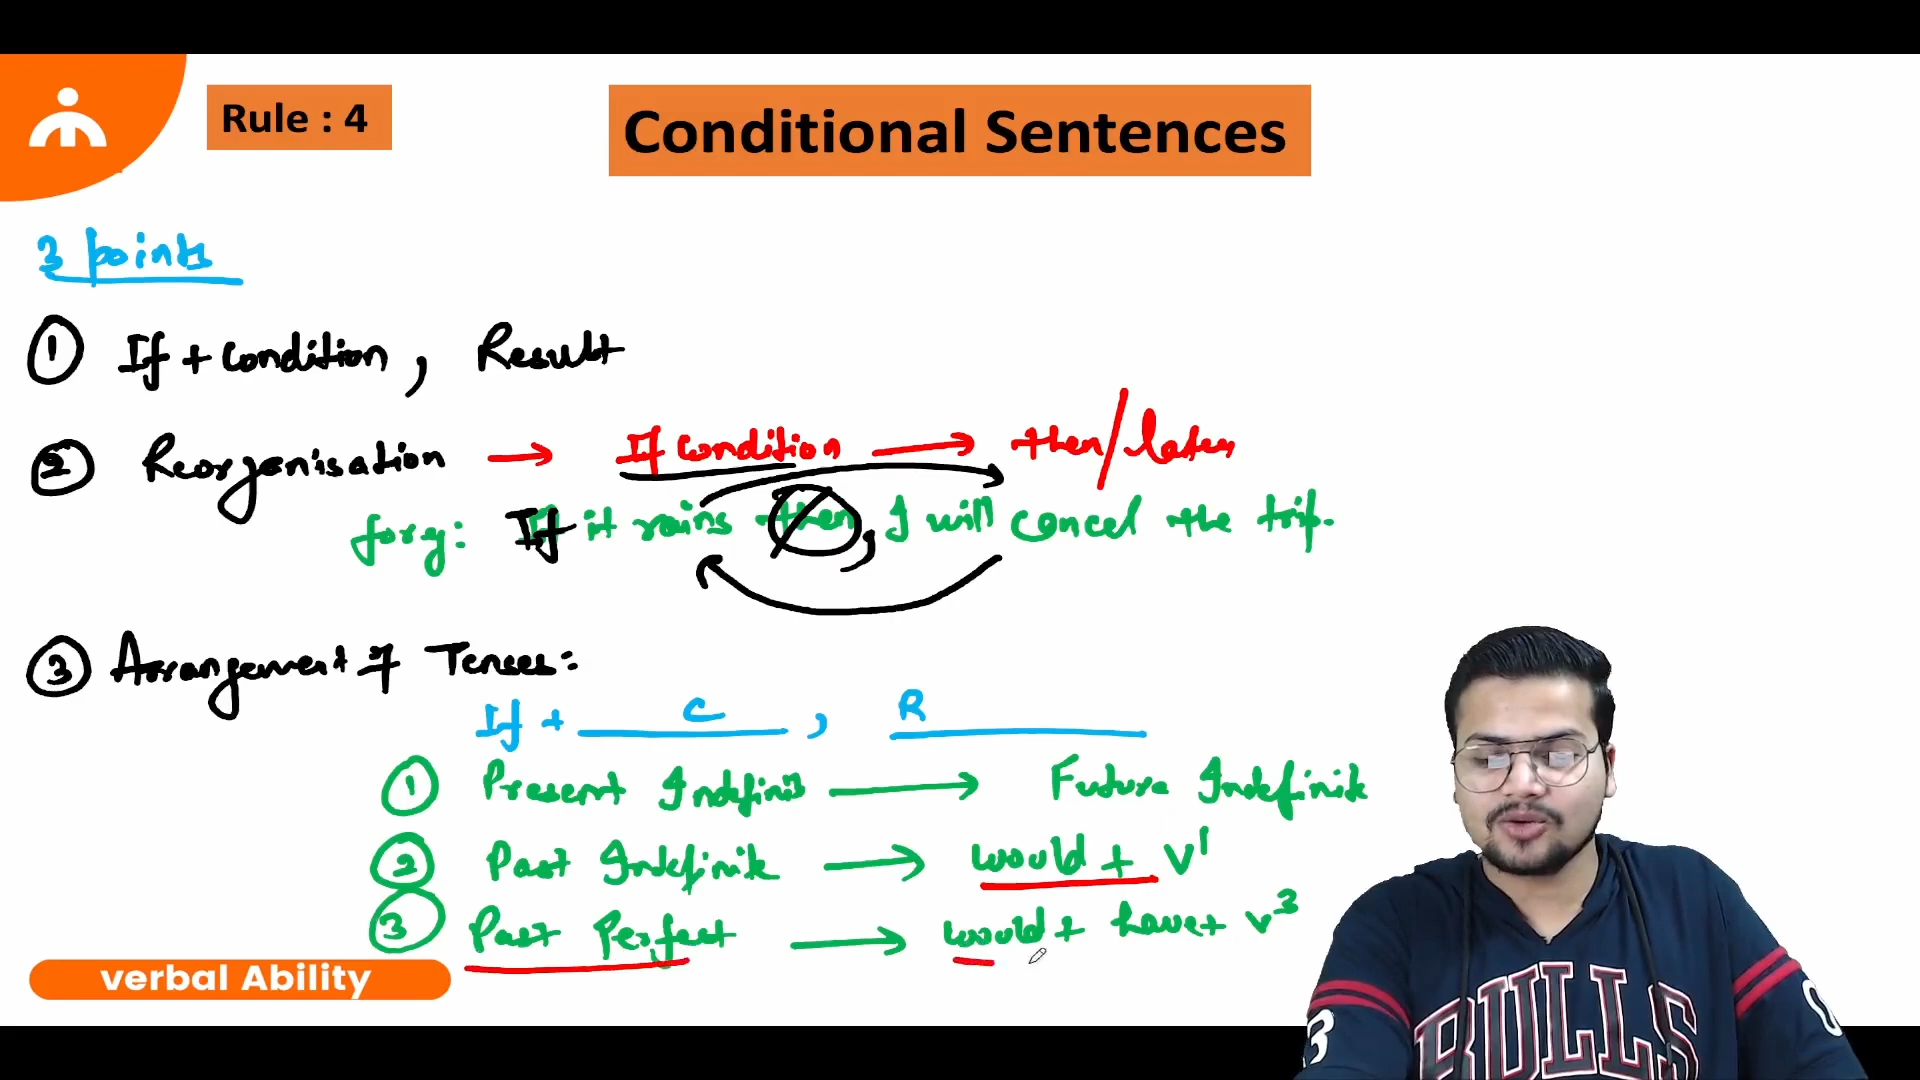 Rule : 4
Conditional Sentences
3 points
① If + condition, Result
② Reorganisation → If condition → then/later
for eg: If it rains then, I will cancel the trip.
③ Arrangement of Tenses:
If + C , R
① Present Indefinit → Future Indefinite
② Past Indefinite → would + V1
③ Past Perfect → would + have + V3
verbal Ability
BULLS